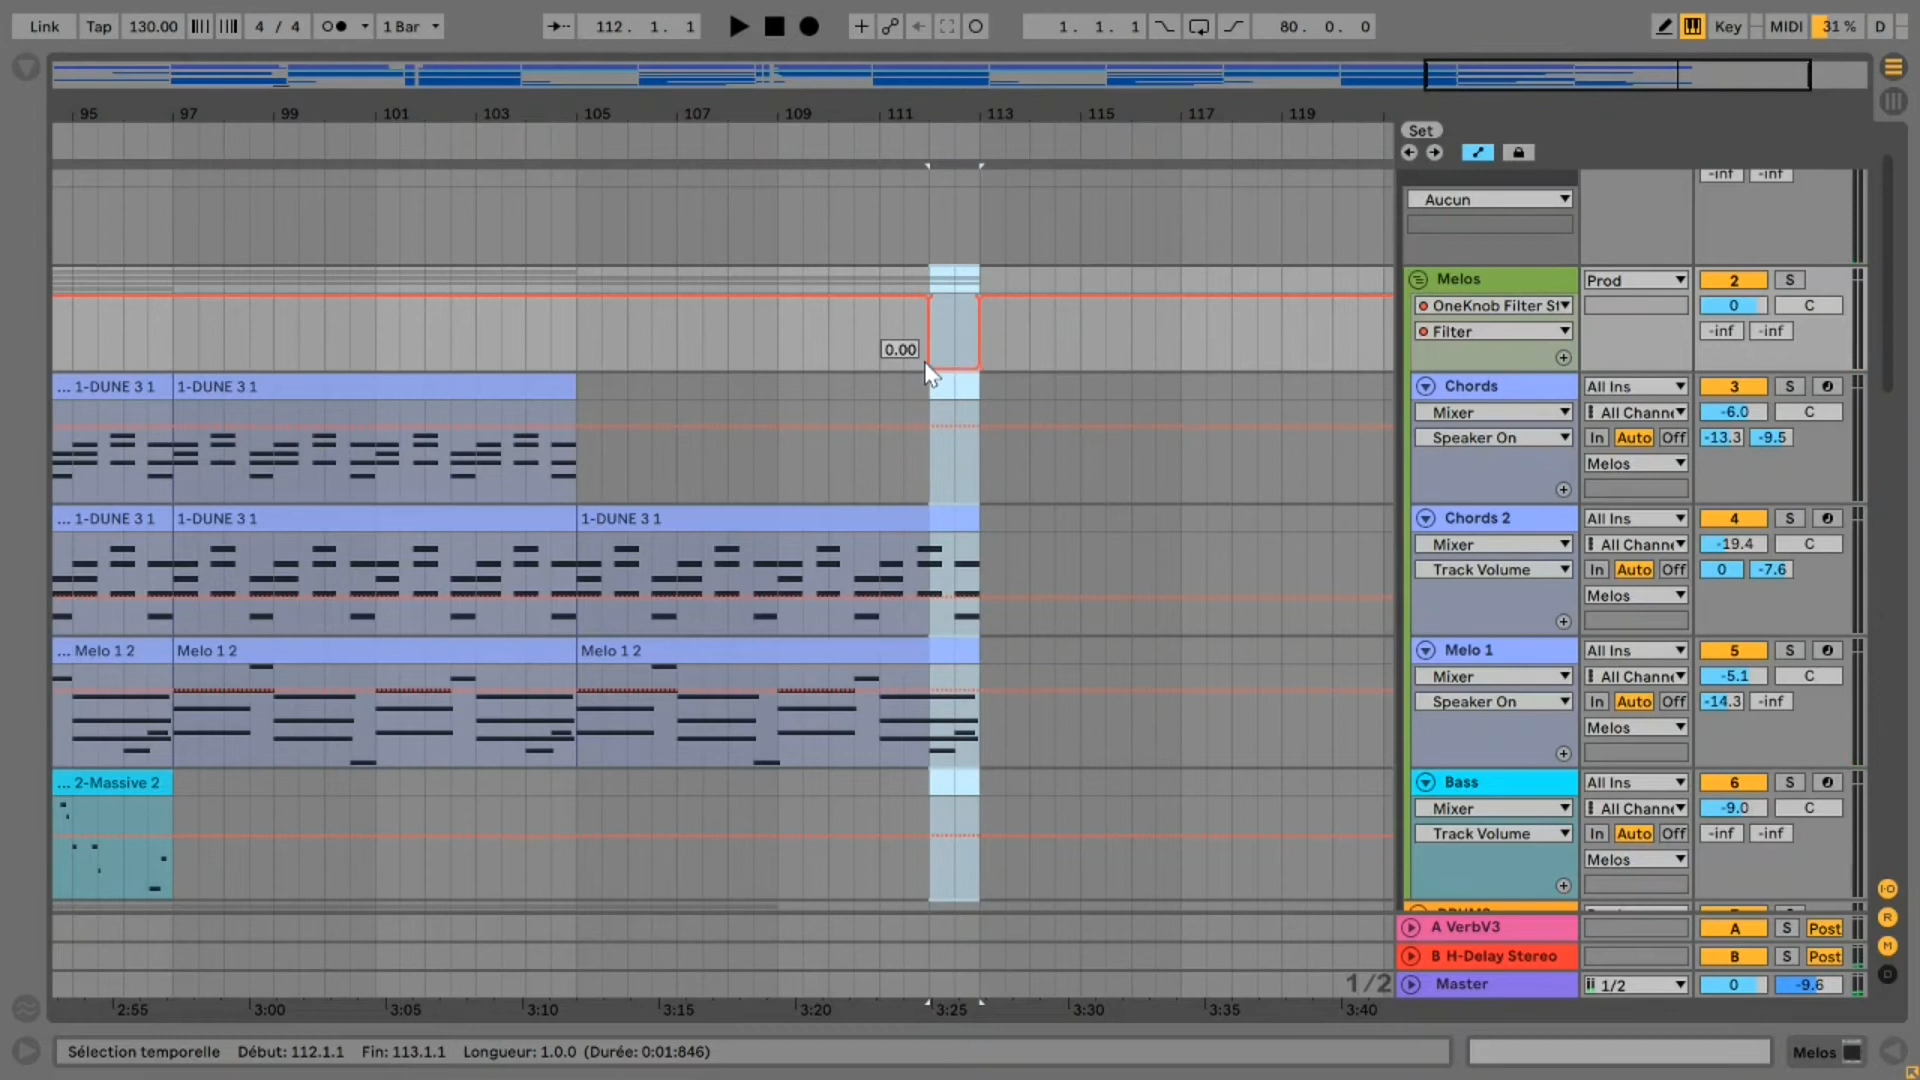 Link Tap 130.00 4 / 4 1 Bar 112. 1. 1 1. 1. 1 80. 0. 0 Key MIDI 31 % D
95 97 99 101 103 105 107 109 111 113 115 117 119
Set
-inf -inf
Aucun
Melos Prod 2 S
OneKnob Filter St 0 C
Filter -inf -inf
0.00
... 1-DUNE 3 1 1-DUNE 3 1 Chords All Ins 3 S
Mixer All Channe -6.0 C
Speaker On In Auto Off -13.3 -9.5
Melos
... 1-DUNE 3 1 1-DUNE 3 1 1-DUNE 3 1 Chords 2 All Ins 4 S
Mixer All Channe -19.4 C
Track Volume In Auto Off 0 -7.6
Melos
... Melo 1 2 Melo 1 2 Melo 1 2 Melo 1 All Ins 5 S
Mixer All Channe -5.1 C
Speaker On In Auto Off -14.3 -inf
Melos
... 2-Massive 2 Bass All Ins 6 S
Mixer All Channe -9.0 C
Track Volume In Auto Off -inf -inf
Melos
A VerbV3 A S Post
B H-Delay Stereo B S Post
1/2 Master 1/2 0 -9.6
2:55 3:00 3:05 3:10 3:15 3:20 3:25 3:30 3:35 3:40
I·O
R
M
D
Sélection temporelle Début: 112.1.1 Fin: 113.1.1 Longueur: 1.0.0 (Durée: 0:01:846) Melos